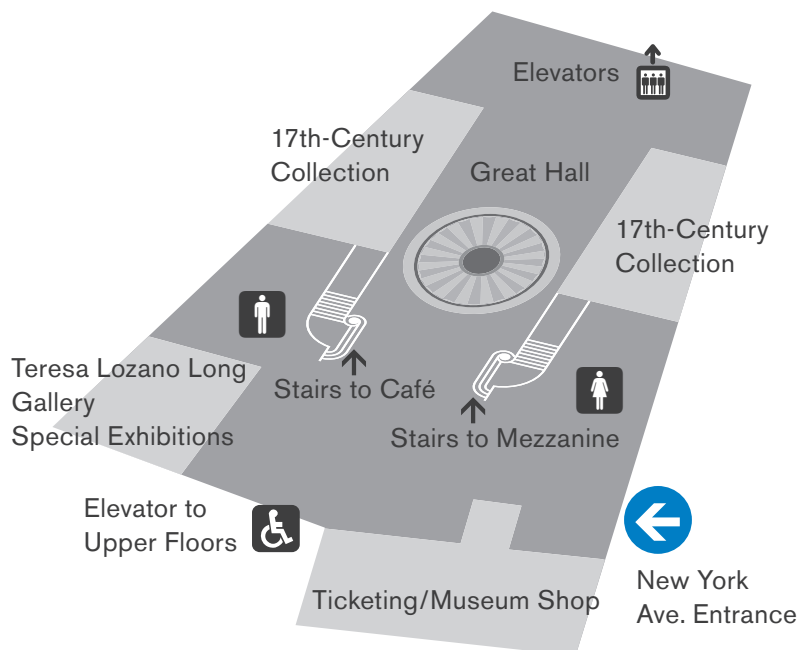 Elevators
17th-Century
Collection
Great Hall
17th-Century
Collection
Teresa Lozano Long
Gallery
Special Exhibitions
Stairs to Café
Stairs to Mezzanine
Elevator to
Upper Floors
New York
Ave. Entrance
Ticketing/Museum Shop